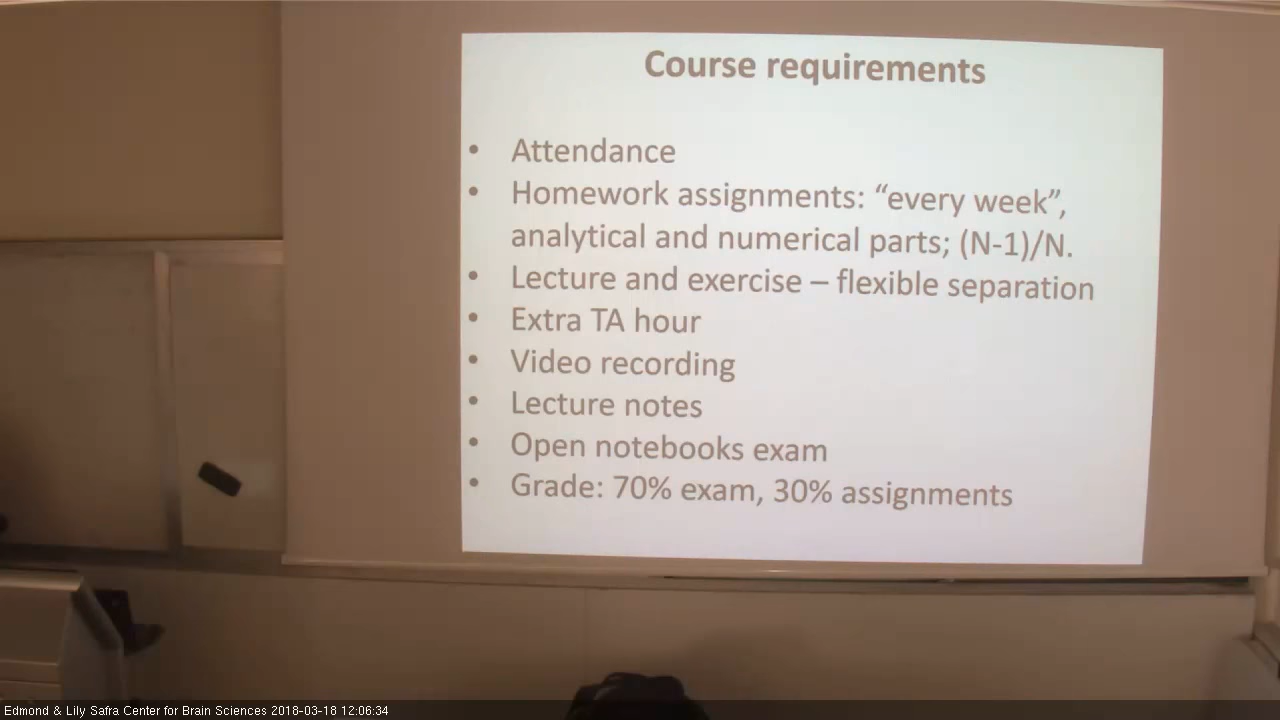 Course requirements
• Attendance
• Homework assignments: “every week”,
analytical and numerical parts; (N-1)/N.
• Lecture and exercise – flexible separation
• Extra TA hour
• Video recording
• Lecture notes
• Open notebooks exam
• Grade: 70% exam, 30% assignments
Edmond & Lily Safra Center for Brain Sciences 2018-03-18 12:06:34